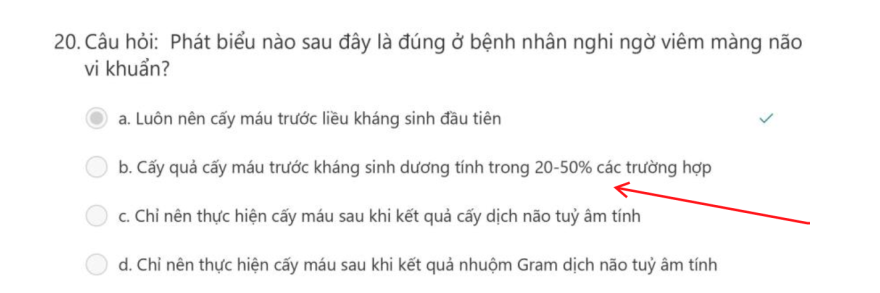 20. Câu hỏi: Phát biểu nào sau đây là đúng ở bệnh nhân nghi ngờ viêm màng não
vi khuẩn?
a. Luôn nên cấy máu trước liều kháng sinh đầu tiên
b. Cấy quả cấy máu trước kháng sinh dương tính trong 20-50% các trường hợp
c. Chỉ nên thực hiện cấy máu sau khi kết quả cấy dịch não tuỷ âm tính
d. Chỉ nên thực hiện cấy máu sau khi kết quả nhuộm Gram dịch não tuỷ âm tính